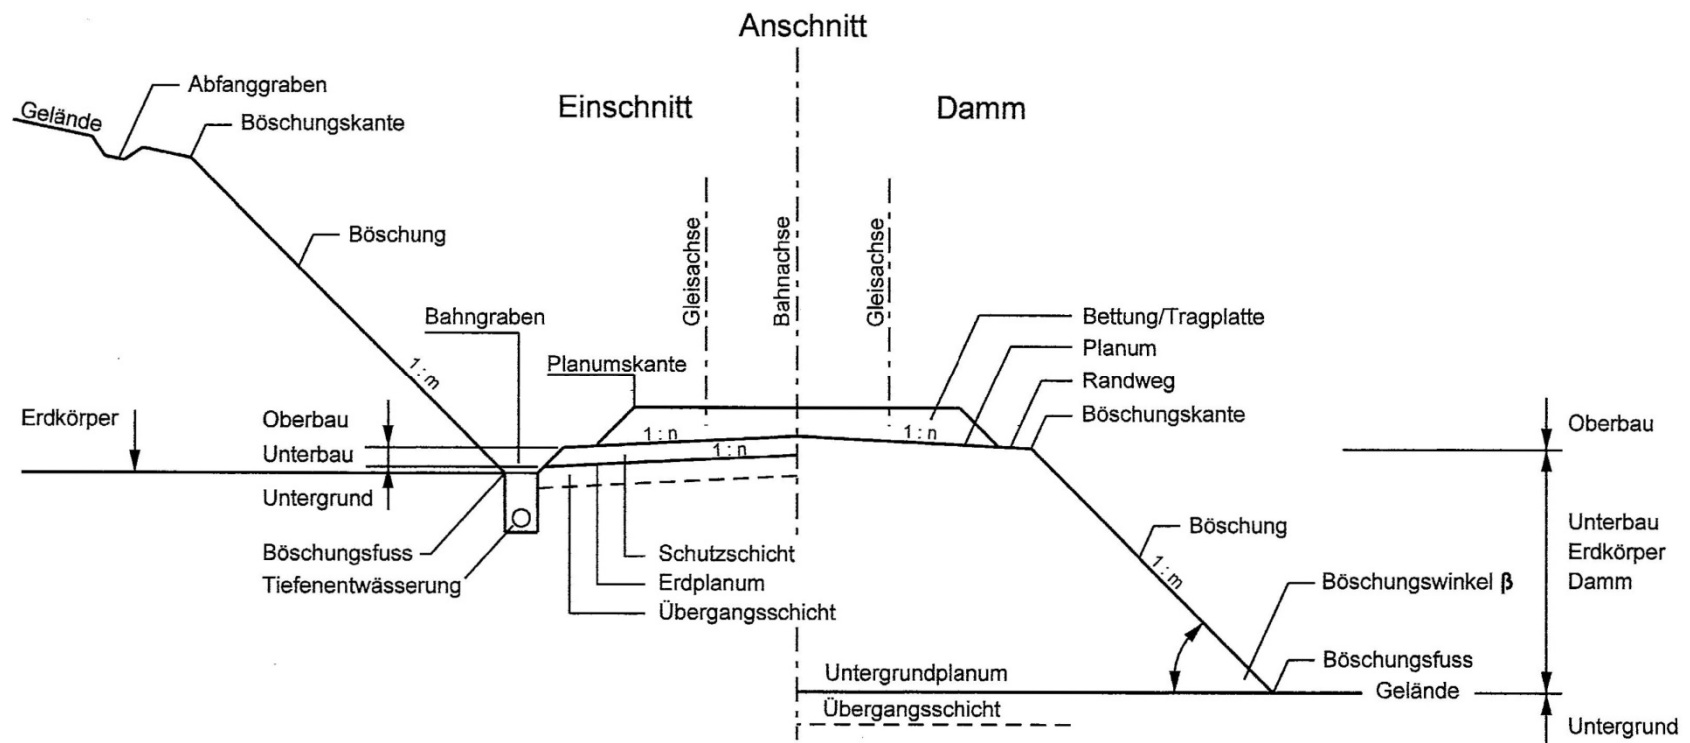 Anschnitt
Einschnitt
Damm
Abfanggraben
Gelände
Böschungskante
Böschung
Gleisachse
Bahnachse
Gleisachse
Bahngraben
Planumskante
1:m
Bettung/Tragplatte
Planum
Randweg
Böschungskante
Erdkörper
Oberbau
Unterbau
Untergrund
1:n
1:n
1:n
Oberbau
Böschungsfuss
Tiefenentwässerung
Schutzschicht
Erdplanum
Übergangsschicht
Böschung
1:m
Unterbau
Erdkörper
Damm
Böschungswinkel β
Böschungsfuss
Gelände
Untergrundplanum
Übergangsschicht
Untergrund